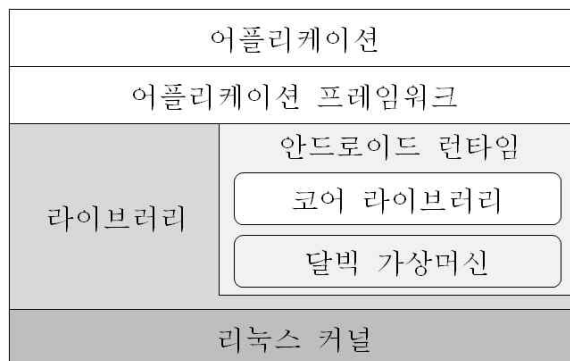 어플리케이션
어플리케이션 프레임워크
라이브러리
안드로이드 런타임
코어 라이브러리
달빅 가상머신
리눅스 커널